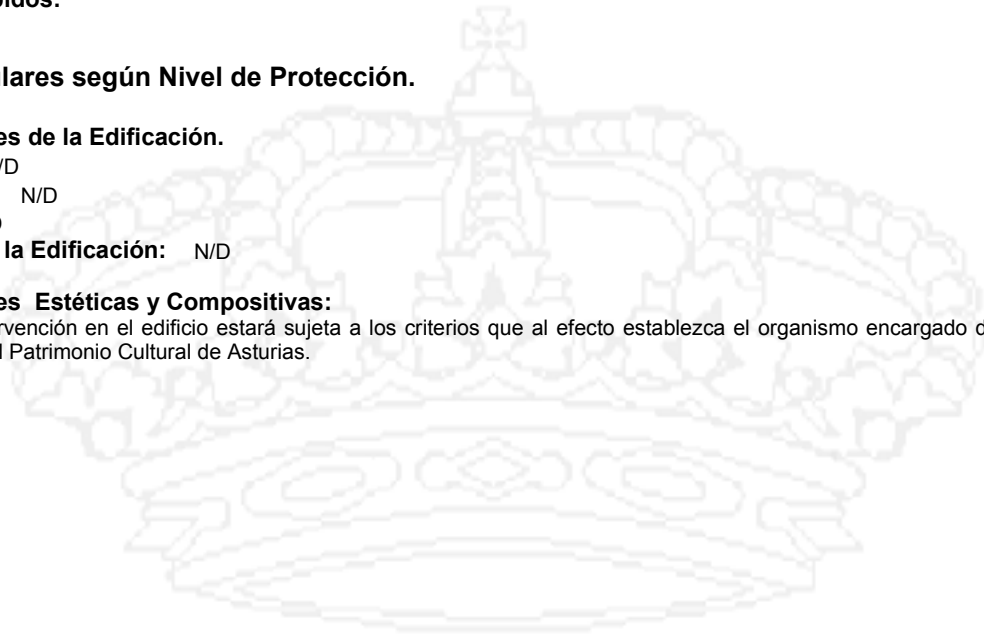 lares según Nivel de Protección.
es de la Edificación.
/D
N/D
la Edificación: N/D
es Estéticas y Compositivas:
rvención en el edificio estará sujeta a los criterios que al efecto establezca el organismo encargado d
l Patrimonio Cultural de Asturias.